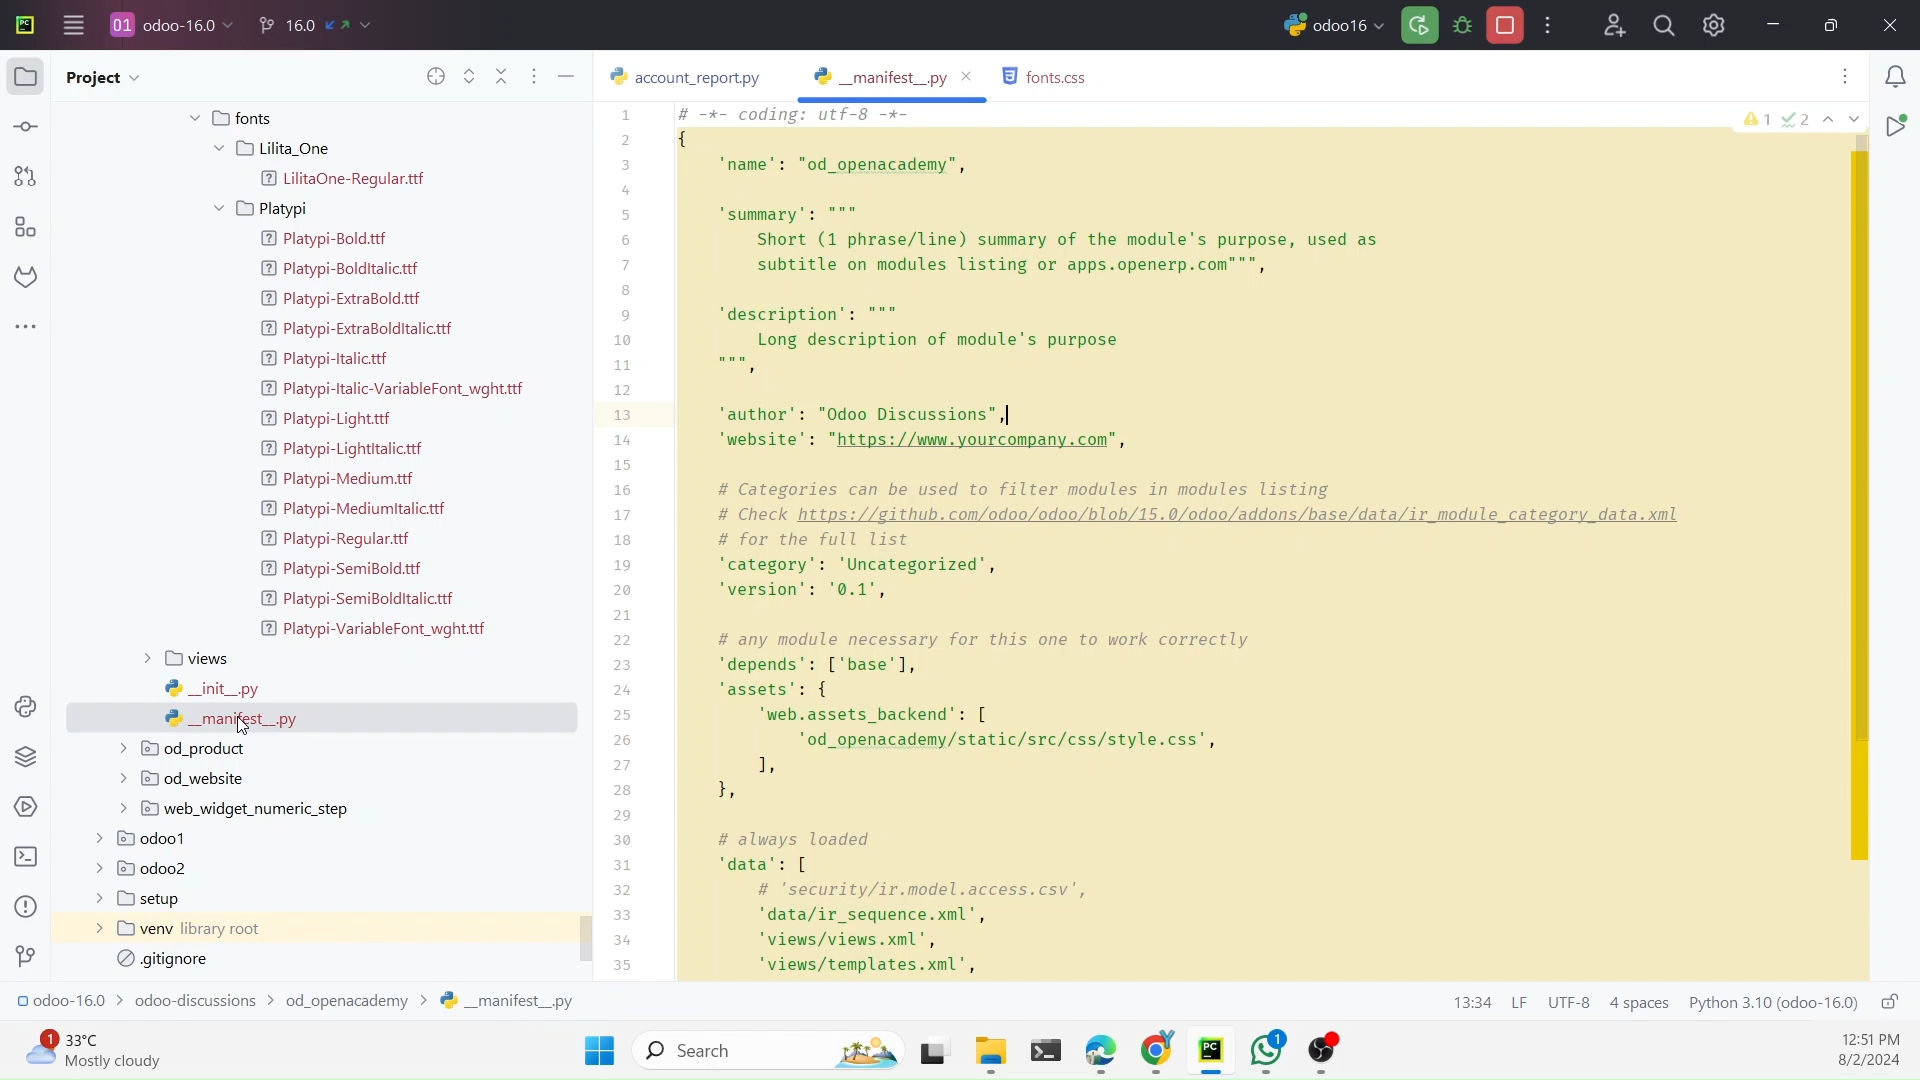 PC
01 odoo-16.0
16.0
odoo16
Project
account_report.py
__manifest__.py
fonts.css
fonts
Lilita_One
LilitaOne-Regular.ttf
Platypi
Platypi-Bold.ttf
Platypi-BoldItalic.ttf
Platypi-ExtraBold.ttf
Platypi-ExtraBoldItalic.ttf
Platypi-Italic.ttf
Platypi-Italic-VariableFont_wght.ttf
Platypi-Light.ttf
Platypi-LightItalic.ttf
Platypi-Medium.ttf
Platypi-MediumItalic.ttf
Platypi-Regular.ttf
Platypi-SemiBold.ttf
Platypi-SemiBoldItalic.ttf
Platypi-VariableFont_wght.ttf
views
__init__.py
__manifest__.py
od_product
od_website
web_widget_numeric_step
odoo1
odoo2
setup
venv library root
.gitignore
1 2
1 # -*- coding: utf-8 -*-
2 {
3 'name': "od_openacademy",
4
5 'summary': """
6 Short (1 phrase/line) summary of the module's purpose, used as
7 subtitle on modules listing or apps.openerp.com""",
8
9 'description': """
10 Long description of module's purpose
11 """,
12
13 'author': "Odoo Discussions",
14 'website': "https://www.yourcompany.com",
15
16 # Categories can be used to filter modules in modules listing
17 # Check https://github.com/odoo/odoo/blob/15.0/odoo/addons/base/data/ir_module_category_data.xml
18 # for the full list
19 'category': 'Uncategorized',
20 'version': '0.1',
21
22 # any module necessary for this one to work correctly
23 'depends': ['base'],
24 'assets': {
25 'web.assets_backend': [
26 'od_openacademy/static/src/css/style.css',
27 ],
28 },
29
30 # always loaded
31 'data': [
32 # 'security/ir.model.access.csv',
33 'data/ir_sequence.xml',
34 'views/views.xml',
35 'views/templates.xml',
odoo-16.0 > odoo-discussions > od_openacademy > __manifest__.py
13:34 LF UTF-8 4 spaces Python 3.10 (odoo-16.0)
1
33°C
Mostly cloudy
Search
PC
1
12:51 PM
8/2/2024